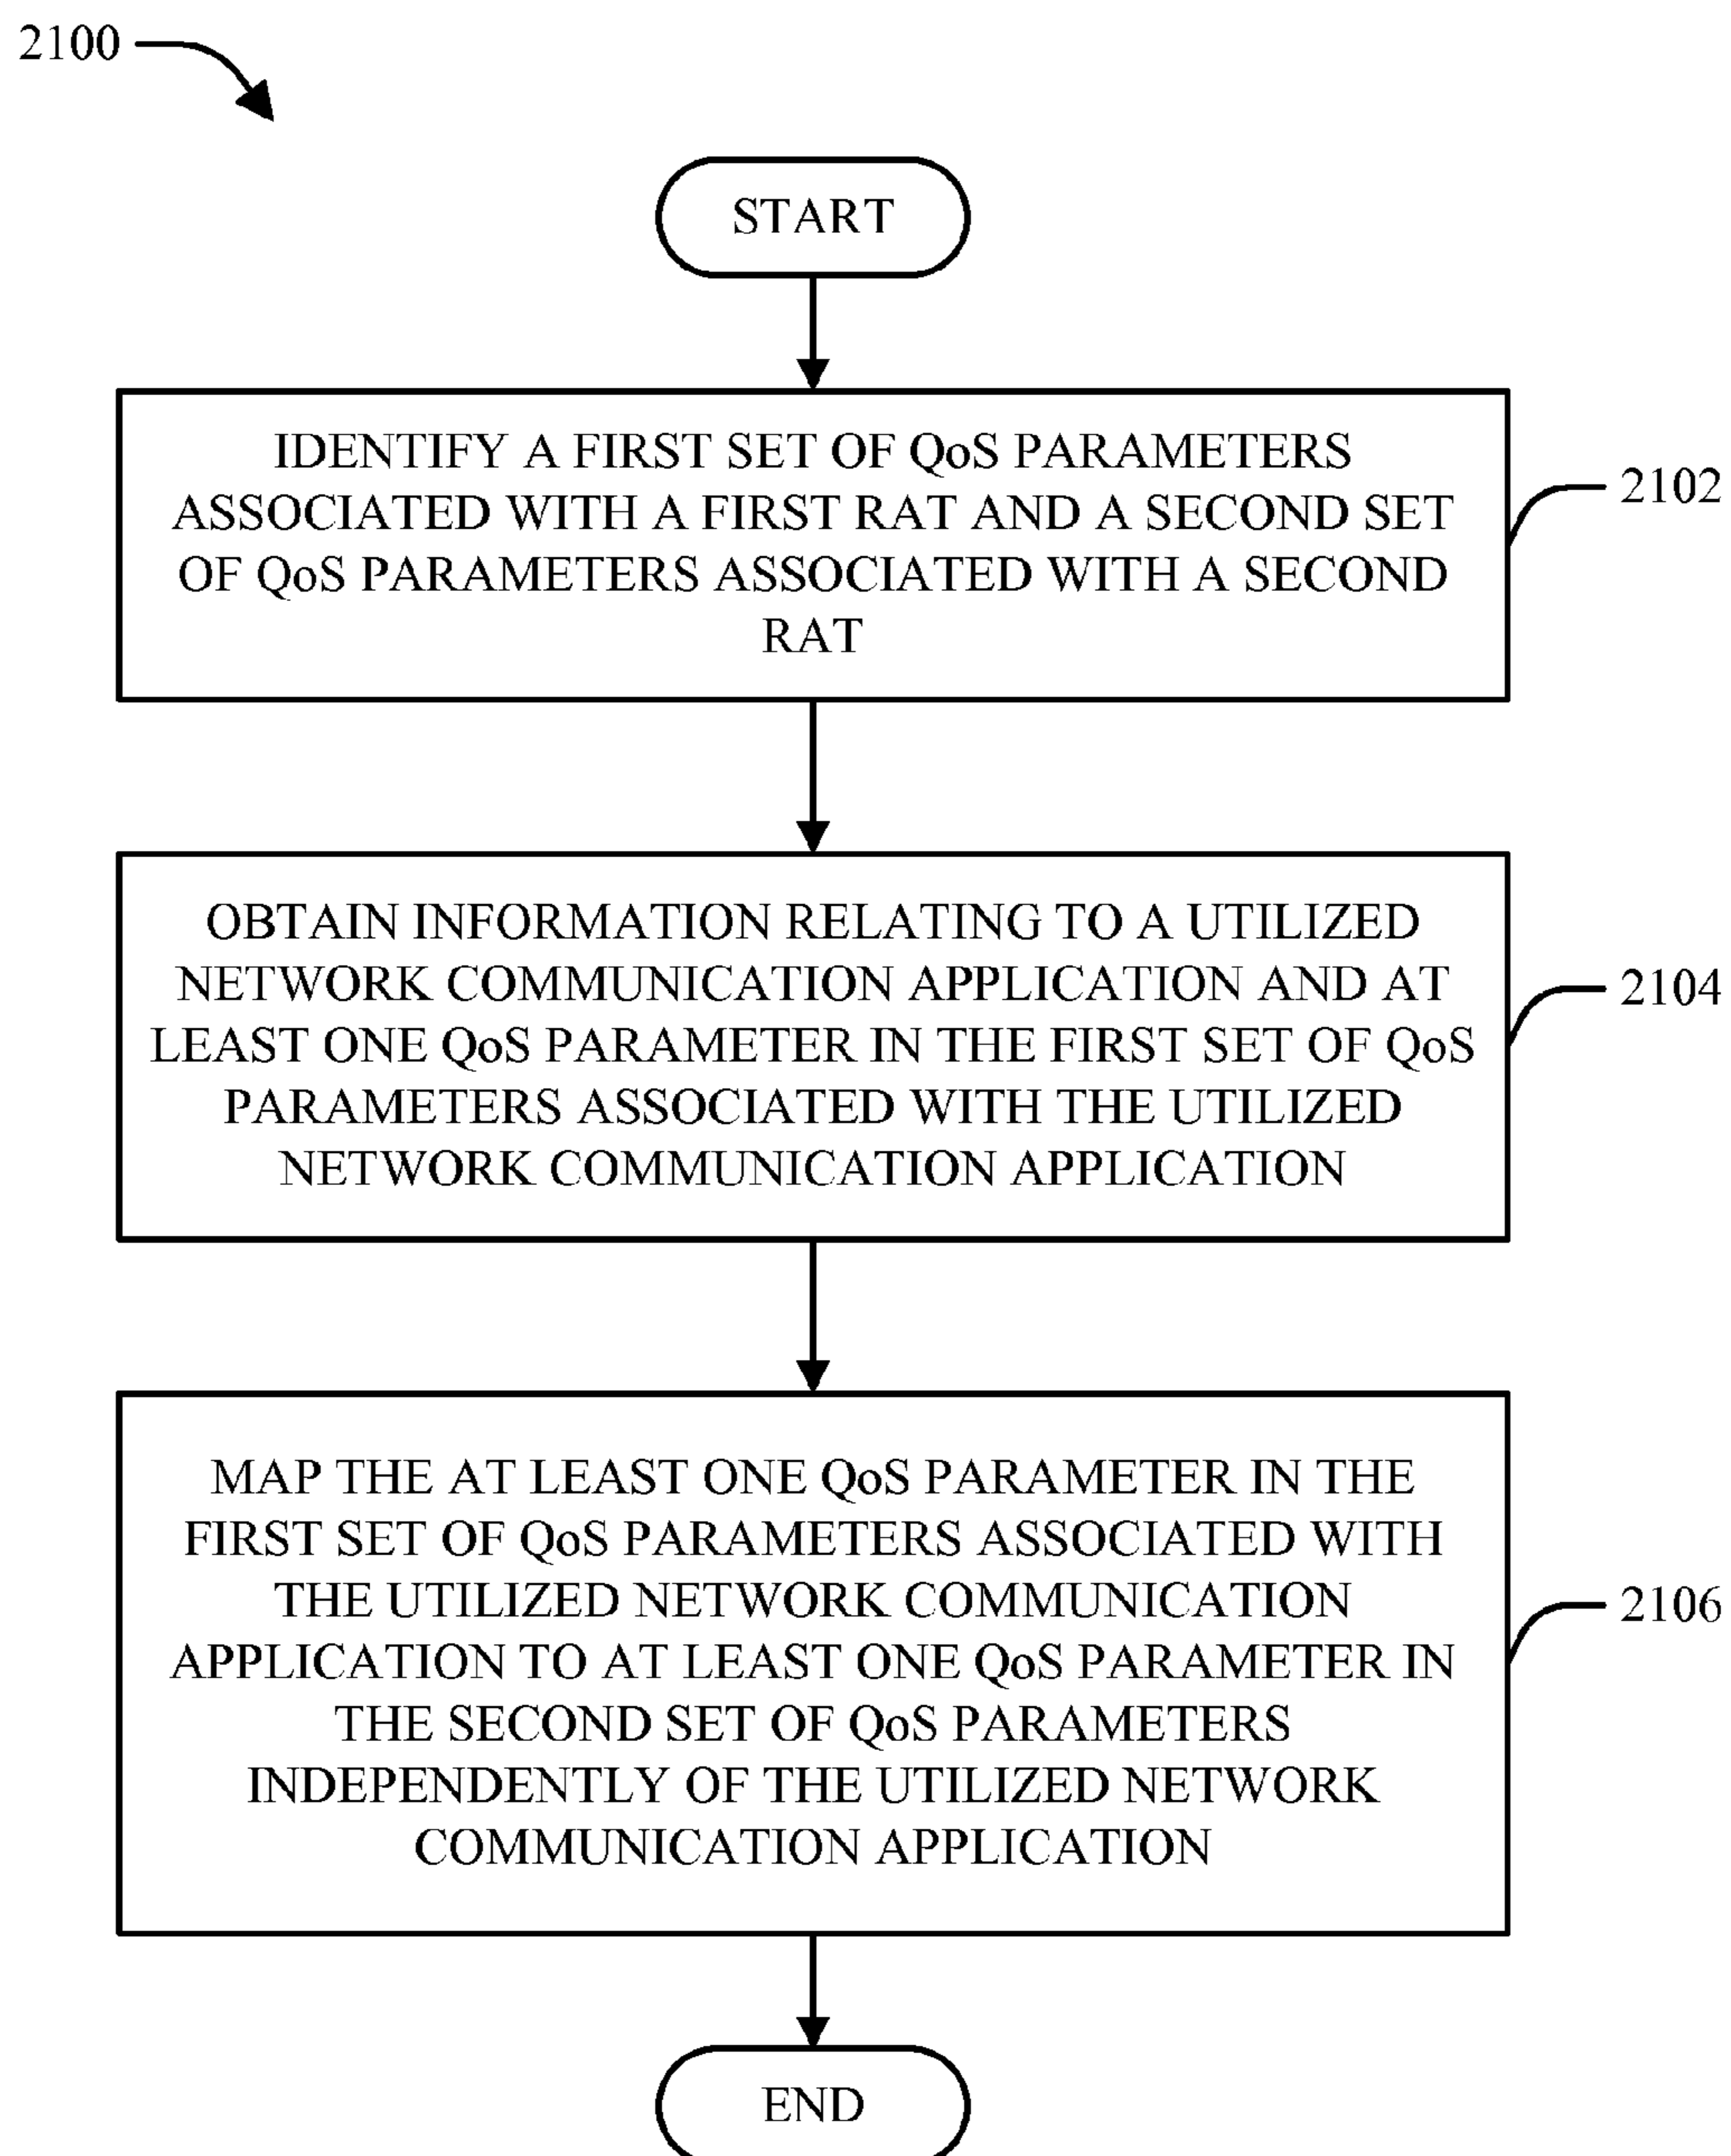 2100
START
IDENTIFY A FIRST SET OF QoS PARAMETERS
ASSOCIATED WITH A FIRST RAT AND A SECOND SET
OF QoS PARAMETERS ASSOCIATED WITH A SECOND
RAT
2102
OBTAIN INFORMATION RELATING TO A UTILIZED
NETWORK COMMUNICATION APPLICATION AND AT
LEAST ONE QoS PARAMETER IN THE FIRST SET OF QoS
PARAMETERS ASSOCIATED WITH THE UTILIZED
NETWORK COMMUNICATION APPLICATION
2104
MAP THE AT LEAST ONE QoS PARAMETER IN THE
FIRST SET OF QoS PARAMETERS ASSOCIATED WITH
THE UTILIZED NETWORK COMMUNICATION
APPLICATION TO AT LEAST ONE QoS PARAMETER IN
THE SECOND SET OF QoS PARAMETERS
INDEPENDENTLY OF THE UTILIZED NETWORK
COMMUNICATION APPLICATION
2106
END